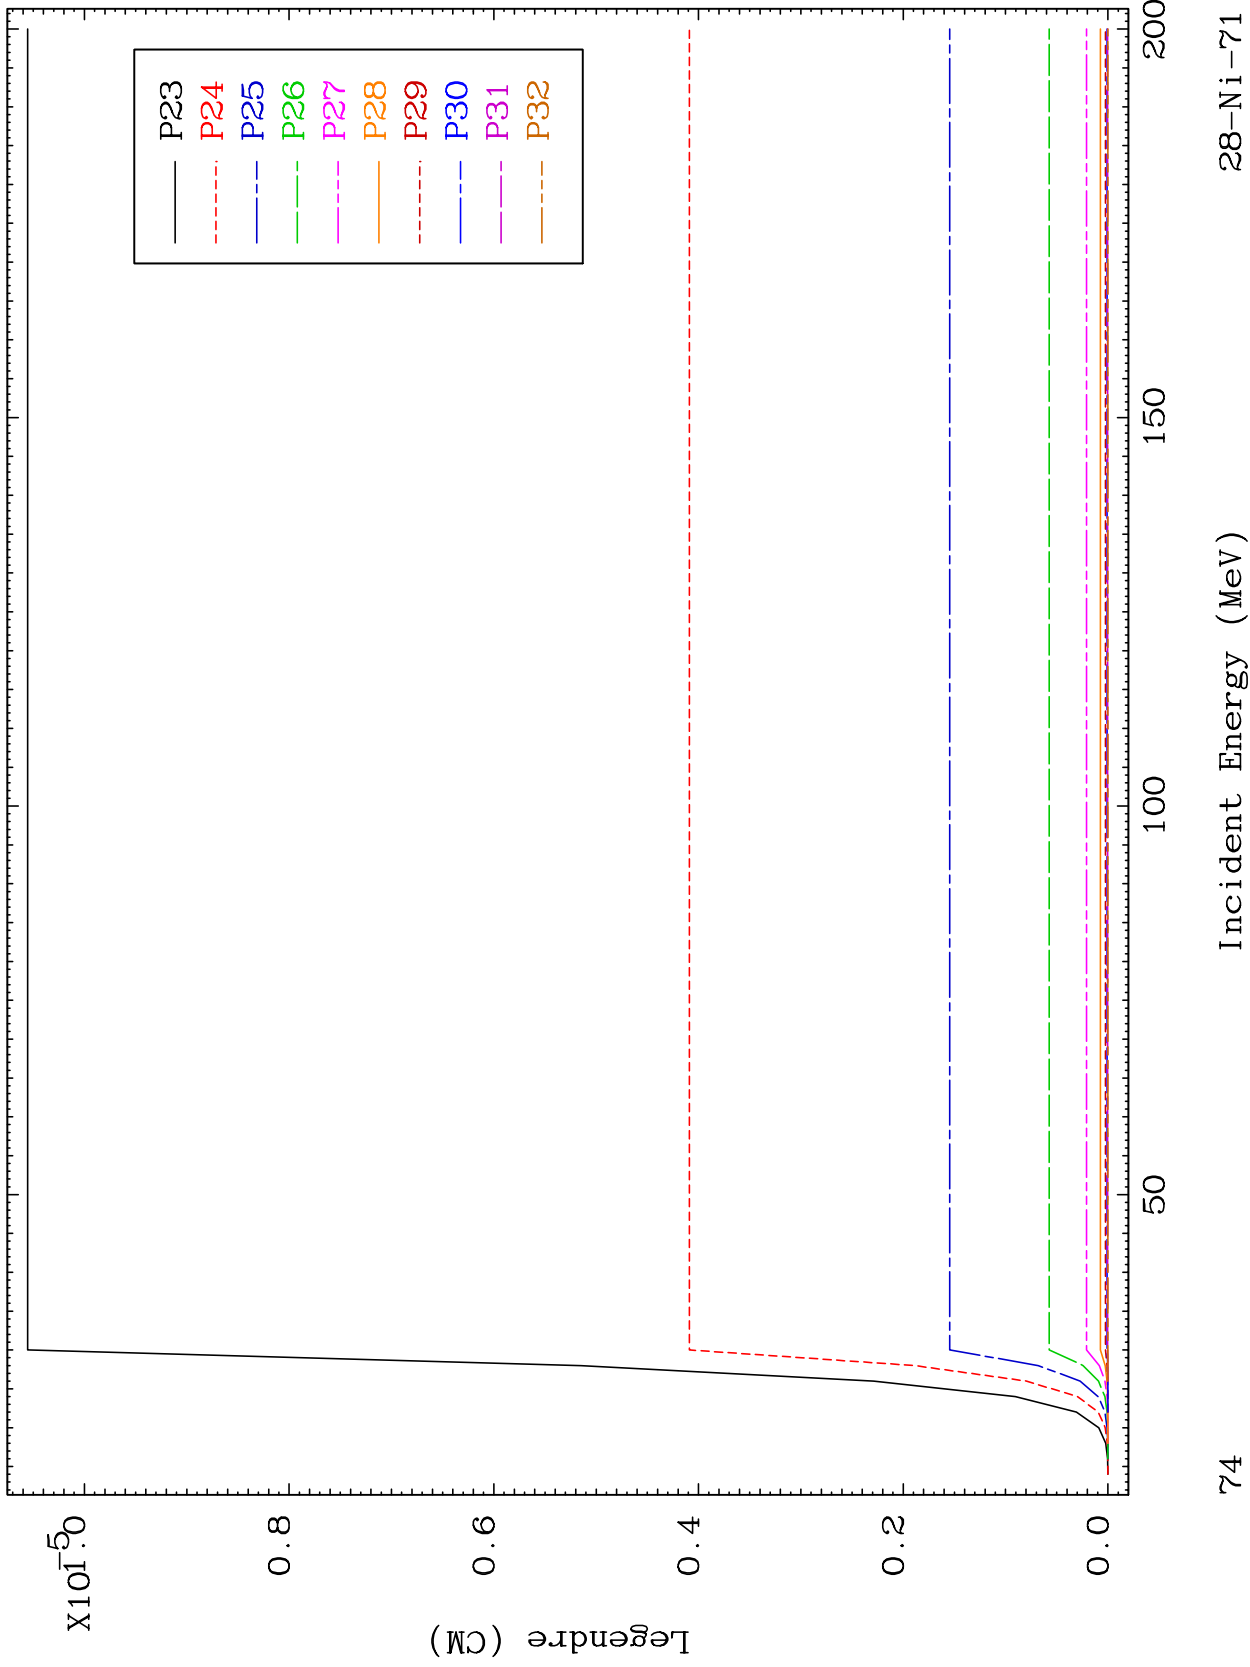 X10-5
1.0
0.8
0.6
0.4
0.2
0.0
Legendre (CM)
P23
P24
P25
P26
P27
P28
P29
P30
P31
P32
50
100
150
200
Incident Energy (MeV)
74
28-Ni-71